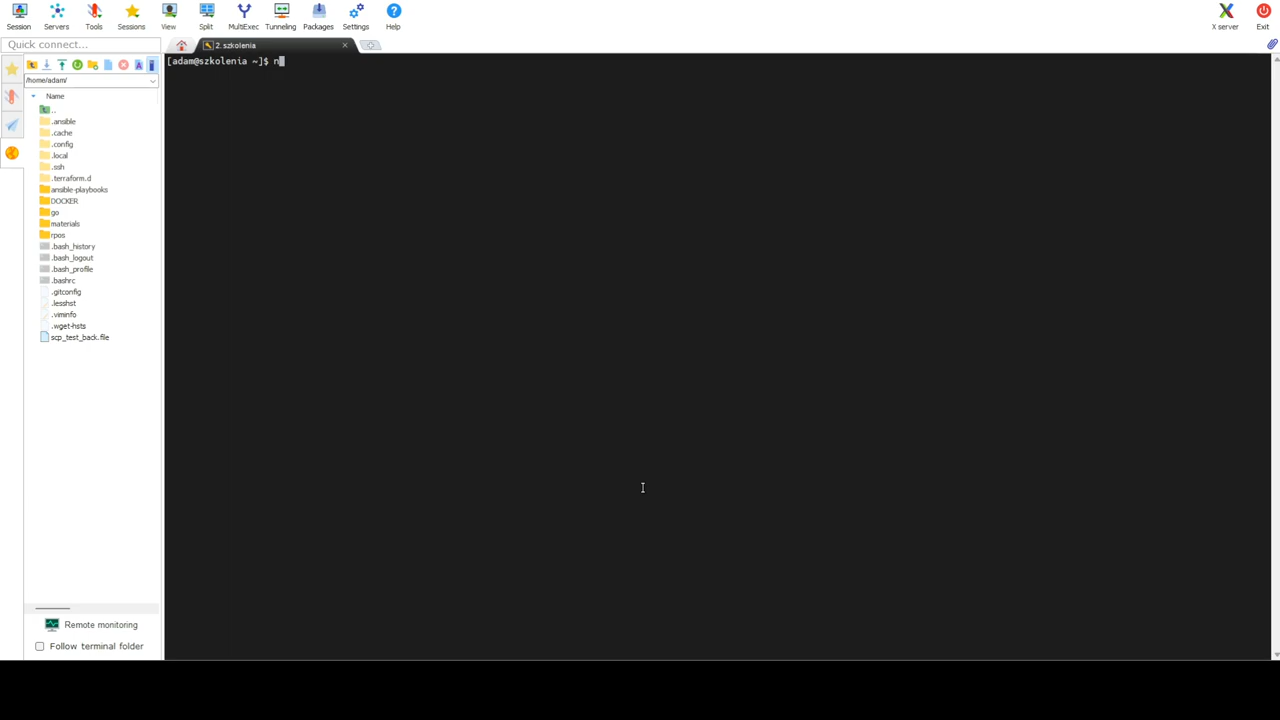 Session Servers Tools Sessions View Split MultiExec Tunneling Packages Settings Help X server Exit
Quick connect... 2. szkolenia
[adam@szkolenia ~]$ n
/home/adam/
Name
..
.ansible
.cache
.config
.local
.ssh
.terraform.d
ansible-playbooks
DOCKER
go
materials
rpos
.bash_history
.bash_logout
.bash_profile
.bashrc
.gitconfig
.lesshst
.viminfo
.wget-hsts
scp_test_back.file
Remote monitoring
Follow terminal folder